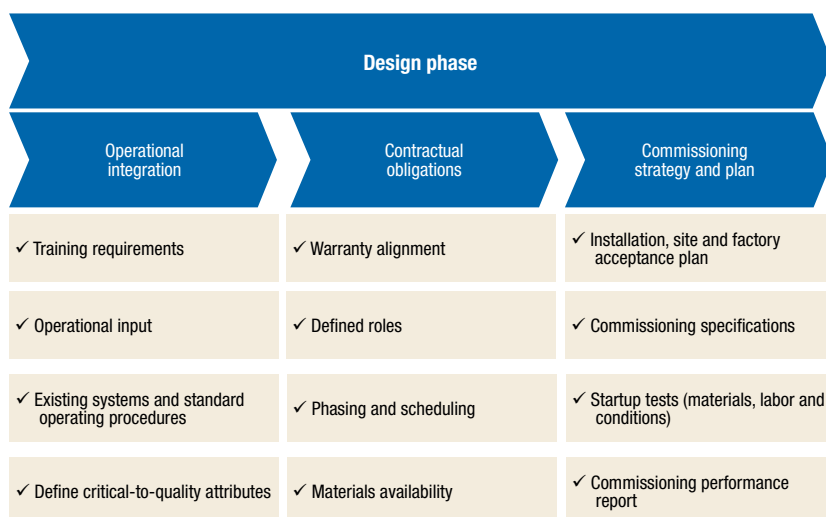 Design phase
Operational
integration
Contractual
obligations
Commissioning
strategy and plan
✓ Training requirements
✓ Warranty alignment
✓ Installation, site and factory
acceptance plan
✓ Operational input
✓ Defined roles
✓ Commissioning specifications
✓ Existing systems and standard
operating procedures
✓ Phasing and scheduling
✓ Startup tests (materials, labor and
conditions)
✓ Define critical-to-quality attributes
✓ Materials availability
✓ Commissioning performance
report